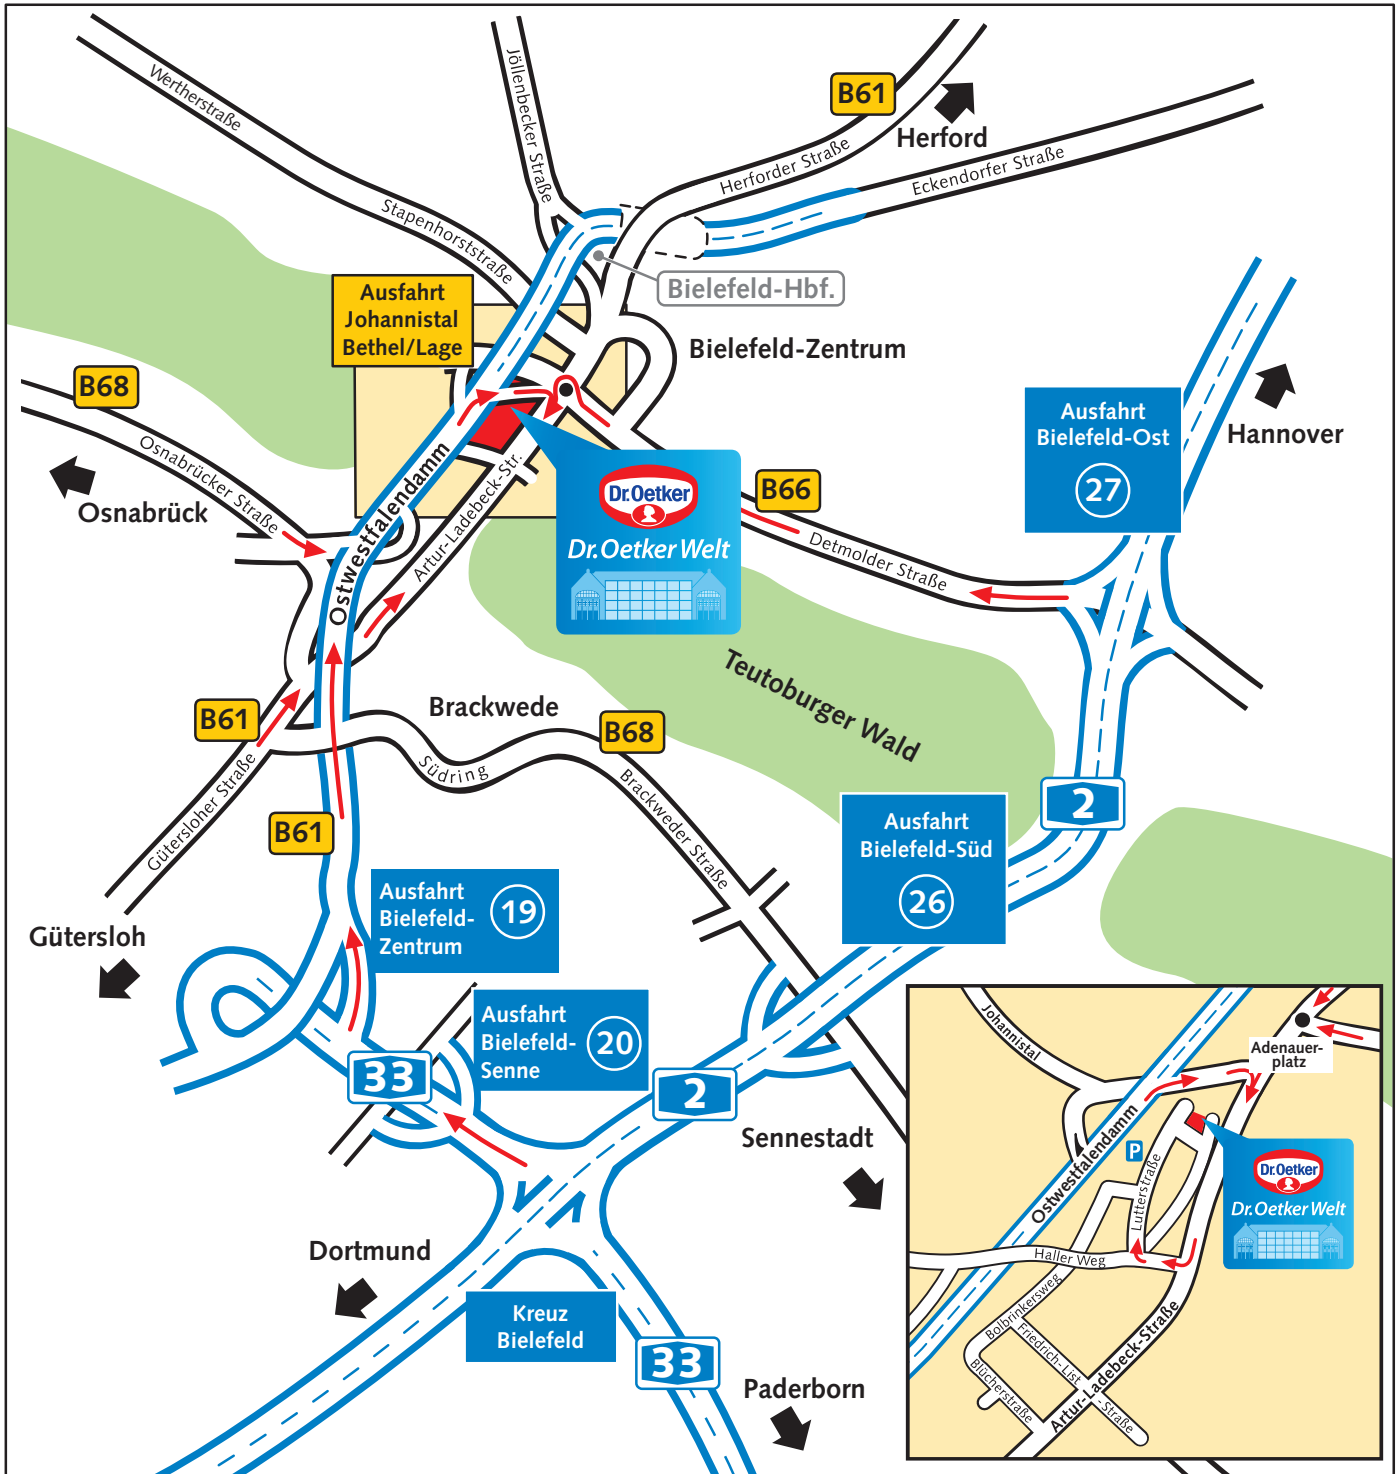 Wertherstraße
Jöllenbecker Straße
B61
Herford
Herforder Straße
Eckendorfer Straße
Stapenhorststraße
Bielefeld-Hbf.
Ausfahrt
Johannistal
Bethel/Lage
Bielefeld-Zentrum
B68
Osnabrücker Straße
Osnabrück
Ausfahrt
Bielefeld-Ost
27
Hannover
Ostwestfalendamm
Artur-Ladebeck-Str.
Dr.Oetker
Dr.Oetker Welt
B66
Detmolder Straße
Teutoburger Wald
B61
Brackwede
B68
Südring
Brackweder Straße
Gütersloher Straße
B61
2
Ausfahrt
Bielefeld-Süd
26
Gütersloh
Ausfahrt
Bielefeld-
Zentrum
19
Ausfahrt
Bielefeld-
Senne
20
33
2
Sennestadt
Dortmund
Kreuz
Bielefeld
33
Paderborn
Johannistal
Adenauer-
platz
Ostwestfalendamm
P
Lutterstraße
Dr.Oetker
Dr.Oetker Welt
Haller Weg
Bolbrinkersweg
Friedrich-List
-Straße
Blücherstraße
Artur-Ladebeck-Straße